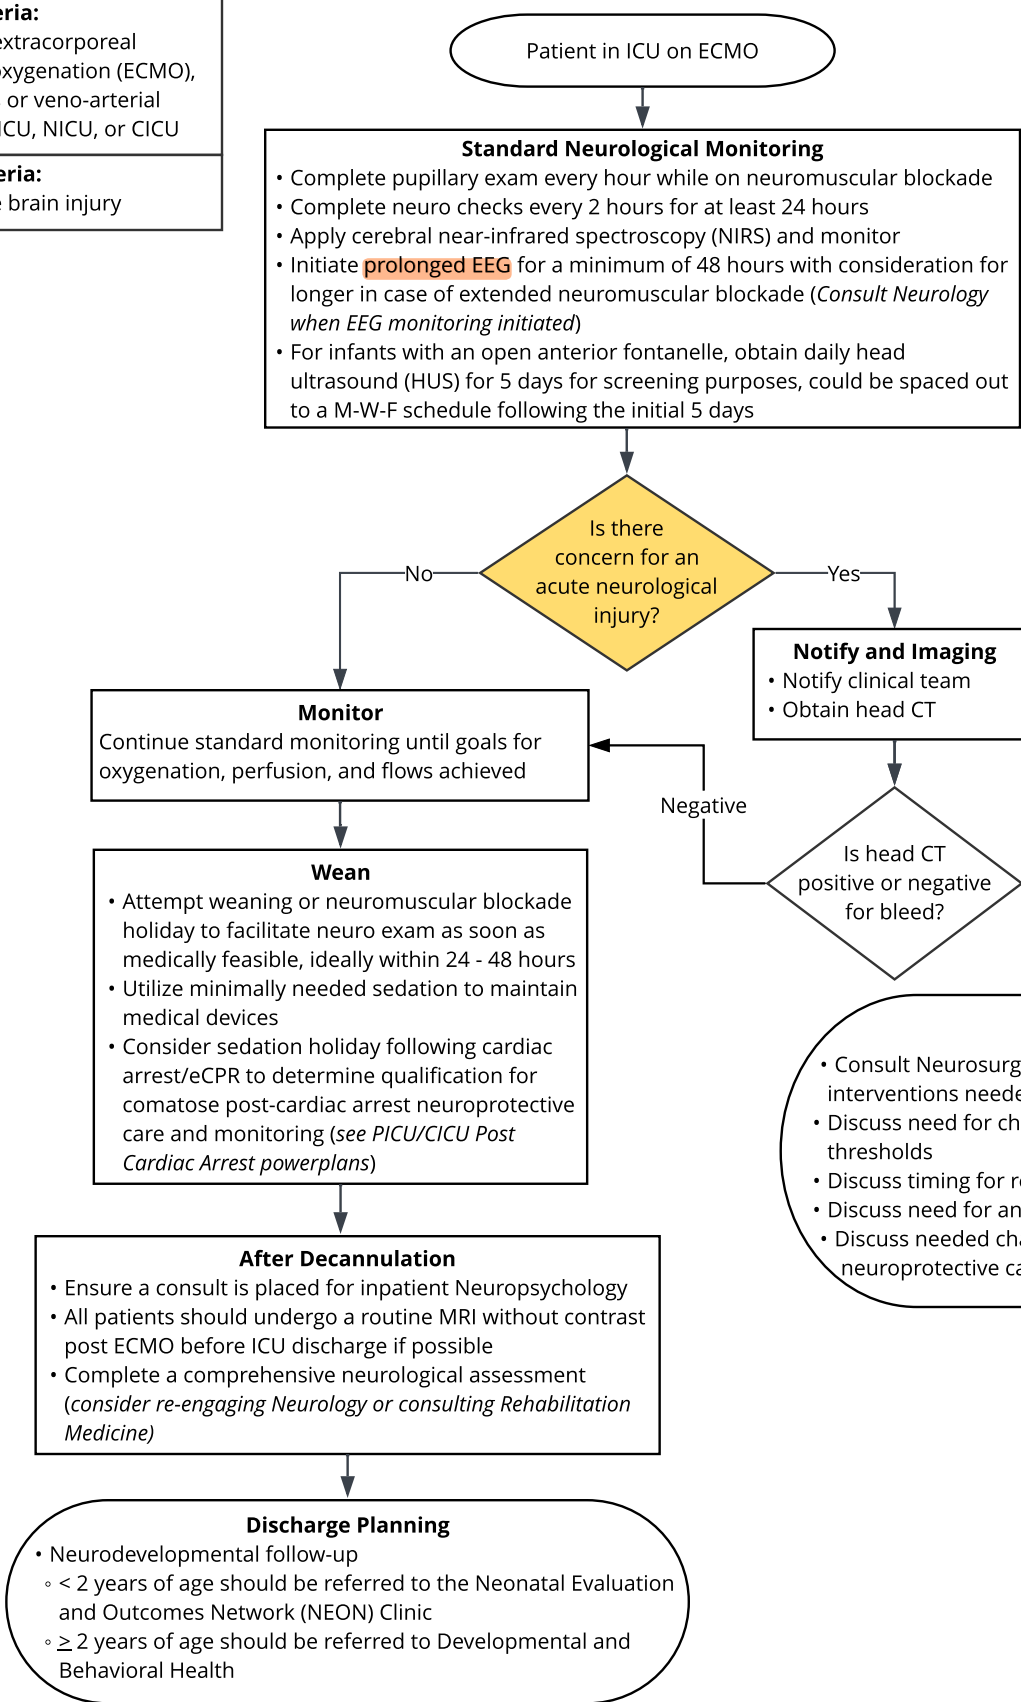 eria:
extracorporeal
oxygenation (ECMO),
or veno-arterial
ICU, NICU, or CICU
eria:
brain injury
Patient in ICU on ECMO
Standard Neurological Monitoring
• Complete pupillary exam every hour while on neuromuscular blockade
• Complete neuro checks every 2 hours for at least 24 hours
• Apply cerebral near-infrared spectroscopy (NIRS) and monitor
• Initiate prolonged EEG for a minimum of 48 hours with consideration for
longer in case of extended neuromuscular blockade (Consult Neurology
when EEG monitoring initiated)
• For infants with an open anterior fontanelle, obtain daily head
ultrasound (HUS) for 5 days for screening purposes, could be spaced out
to a M-W-F schedule following the initial 5 days
Is there
concern for an
acute neurological
injury?
No
Yes
Notify and Imaging
• Notify clinical team
• Obtain head CT
Monitor
Continue standard monitoring until goals for
oxygenation, perfusion, and flows achieved
Negative
Is head CT
positive or negative
for bleed?
Wean
• Attempt weaning or neuromuscular blockade
holiday to facilitate neuro exam as soon as
medically feasible, ideally within 24 - 48 hours
• Utilize minimally needed sedation to maintain
medical devices
• Consider sedation holiday following cardiac
arrest/eCPR to determine qualification for
comatose post-cardiac arrest neuroprotective
care and monitoring (see PICU/CICU Post
Cardiac Arrest powerplans)
• Consult Neurosurg
interventions neede
• Discuss need for ch
thresholds
• Discuss timing for r
• Discuss need for an
• Discuss needed cha
neuroprotective ca
After Decannulation
• Ensure a consult is placed for inpatient Neuropsychology
• All patients should undergo a routine MRI without contrast
post ECMO before ICU discharge if possible
• Complete a comprehensive neurological assessment
(consider re-engaging Neurology or consulting Rehabilitation
Medicine)
Discharge Planning
• Neurodevelopmental follow-up
◦ < 2 years of age should be referred to the Neonatal Evaluation
and Outcomes Network (NEON) Clinic
◦ ≥ 2 years of age should be referred to Developmental and
Behavioral Health